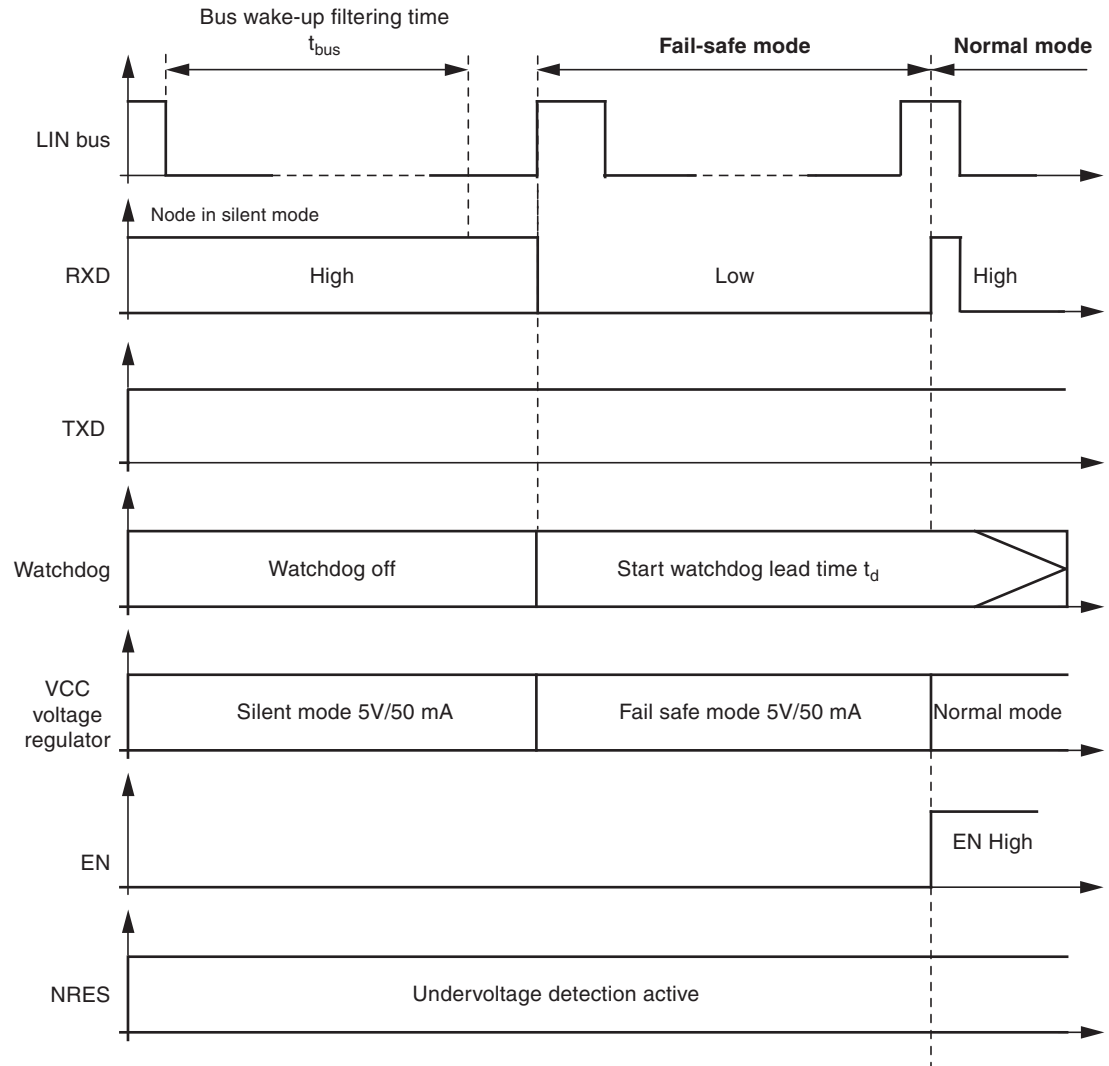 Bus wake-up filtering time
tbus
Fail-safe mode
Normal mode
LIN bus
Node in silent mode
RXD
High
Low
High
TXD
Watchdog
Watchdog off
Start watchdog lead time td
VCC
voltage
regulator
Silent mode 5V/50 mA
Fail safe mode 5V/50 mA
Normal mode
EN
EN High
NRES
Undervoltage detection active